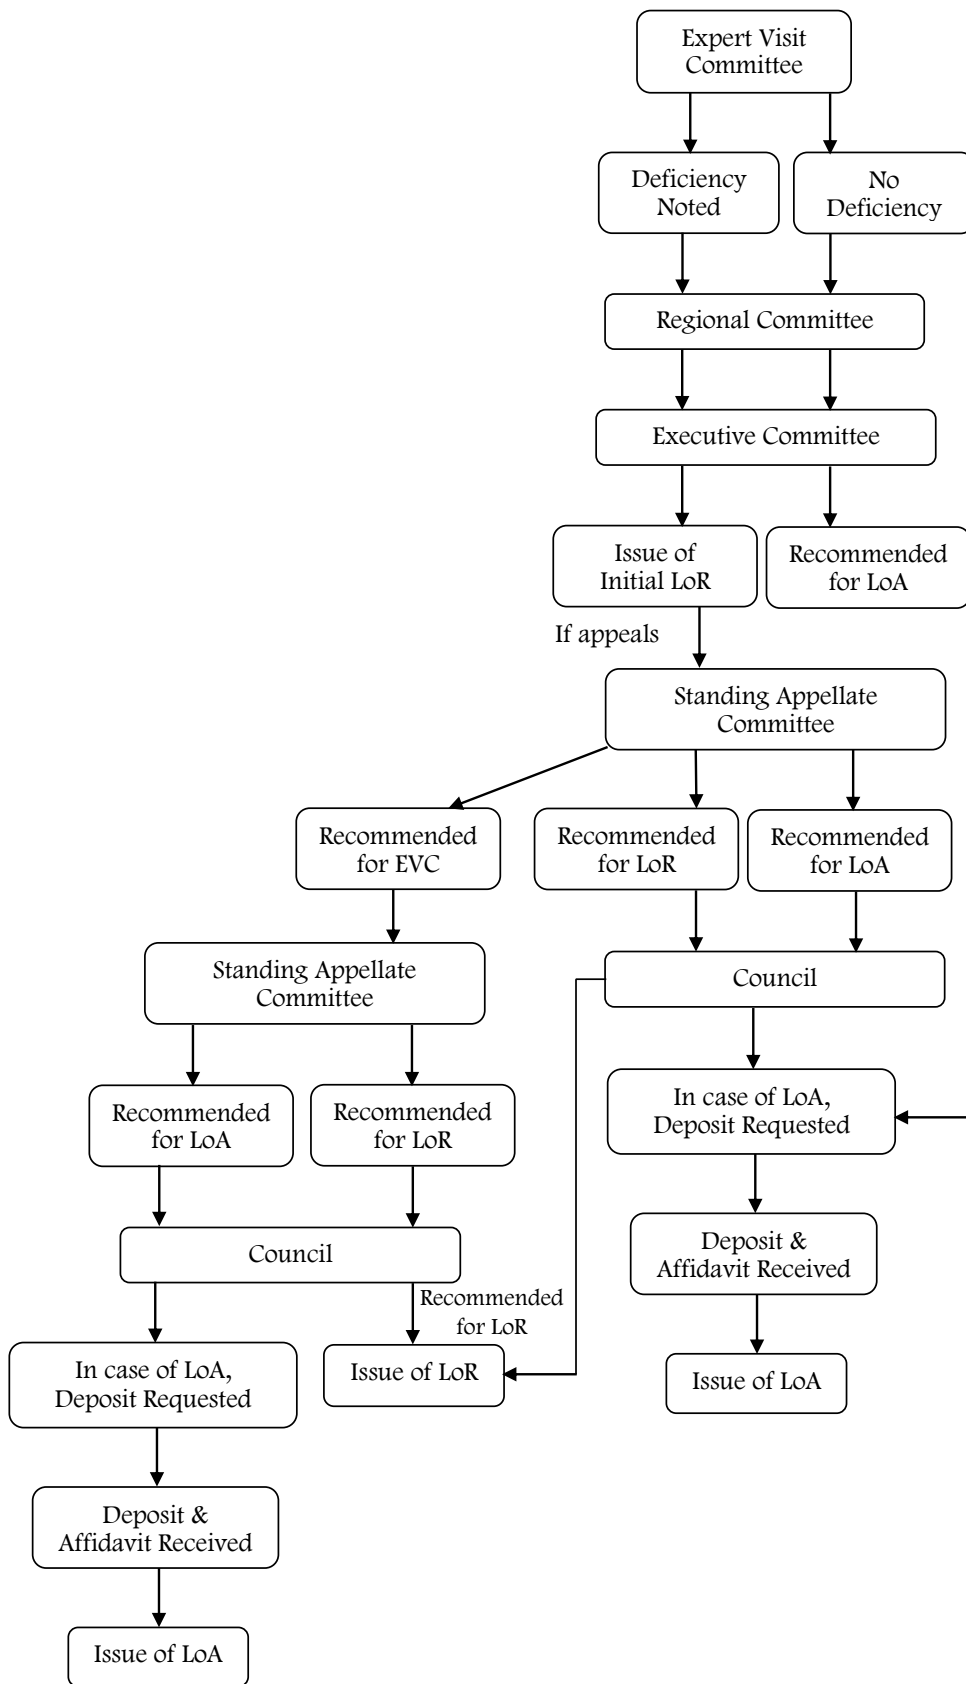 Expert Visit
Committee
Deficiency
Noted
No
Deficiency
Regional Committee
Executive Committee
Issue of
Initial LoR
Recommended
for LoA
If appeals
Standing Appellate
Committee
Recommended
for EVC
Recommended
for LoR
Recommended
for LoA
Standing Appellate
Committee
Council
Recommended
for LoA
Recommended
for LoR
In case of LoA,
Deposit Requested
Council
Deposit &
Affidavit Received
Recommended
for LoR
In case of LoA,
Deposit Requested
Issue of LoR
Issue of LoA
Deposit &
Affidavit Received
Issue of LoA